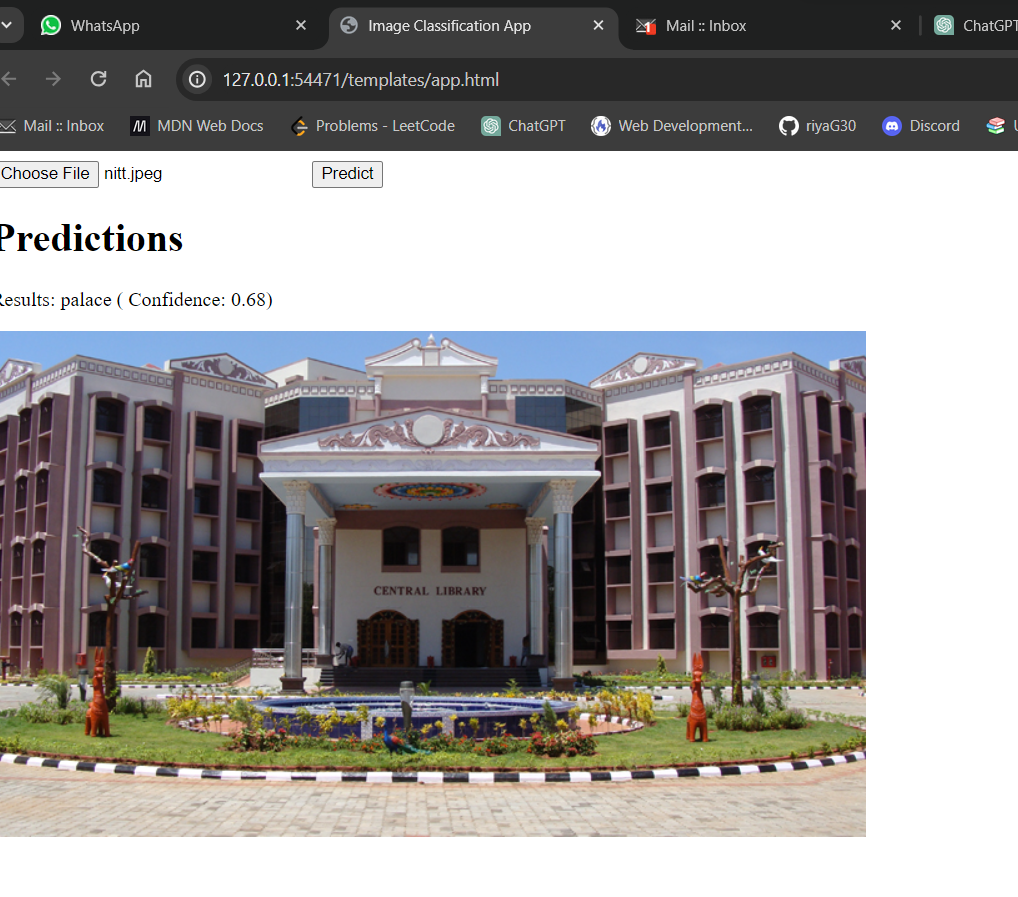 WhatsApp
Image Classification App
1
Mail :: Inbox
ChatGPT
127.0.0.1:54471/templates/app.html
Mail :: Inbox
M
MDN Web Docs
Problems - LeetCode
ChatGPT
Web Development...
riyaG30
Discord
U
Choose File nitt.jpeg
Predict
Predictions
Results: palace ( Confidence: 0.68)
CENTRAL LIBRARY